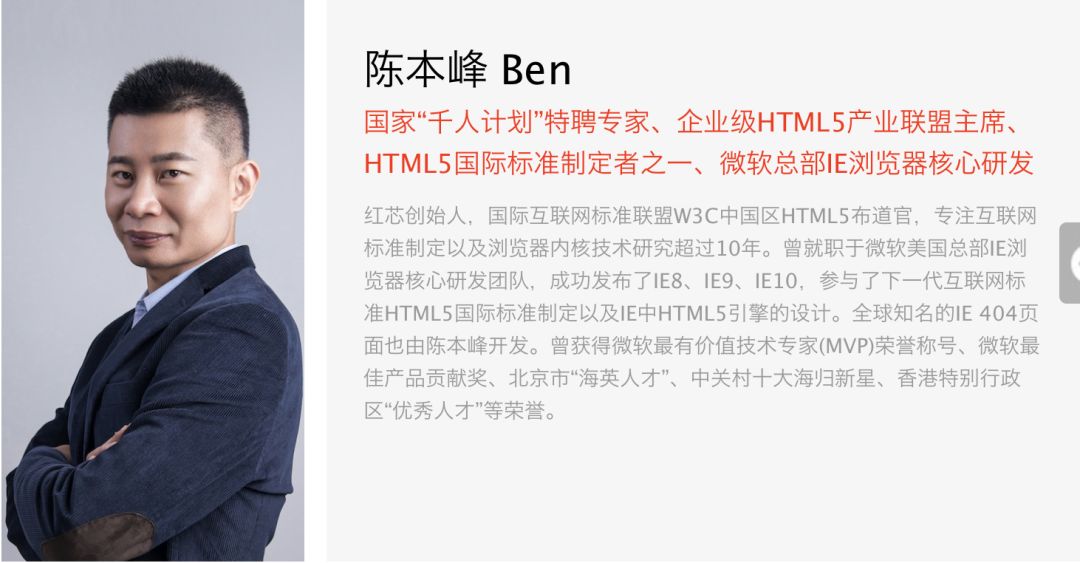 陈本峰 Ben
国家“千人计划”特聘专家、企业级HTML5产业联盟主席、
HTML5国际标准制定者之一、微软总部IE浏览器核心研发
红芯创始人，国际互联网标准联盟W3C中国区HTML5布道官，专注互联网
标准制定以及浏览器内核技术研究超过10年。曾就职于微软美国总部IE浏
览器核心研发团队，成功发布了IE8、IE9、IE10，参与了下一代互联网标
准HTML5国际标准制定以及IE中HTML5引擎的设计。全球知名的IE 404页
面也由陈本峰开发。曾获得微软最有价值技术专家(MVP)荣誉称号、微软最
佳产品贡献奖、北京市“海英人才”、中关村十大海归新星、香港特别行政
区“优秀人才”等荣誉。